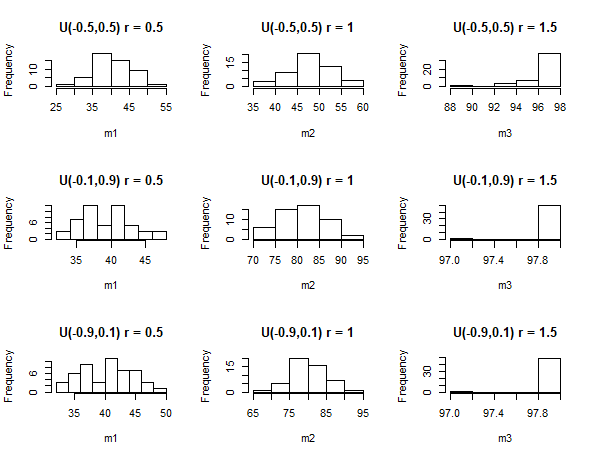 U(-0.5,0.5) r = 0.5
Frequency
0 10
25 35 45 55
m1
U(-0.5,0.5) r = 1
Frequency
0 15
35 40 45 50 55 60
m2
U(-0.5,0.5) r = 1.5
Frequency
0 20
88 90 92 94 96 98
m3
U(-0.1,0.9) r = 0.5
Frequency
0 6
35 40 45
m1
U(-0.1,0.9) r = 1
Frequency
0 15
70 75 80 85 90 95
m2
U(-0.1,0.9) r = 1.5
Frequency
0 30
97.0 97.4 97.8
m3
U(-0.9,0.1) r = 0.5
Frequency
0 6
35 40 45 50
m1
U(-0.9,0.1) r = 1
Frequency
0 15
65 75 85 95
m2
U(-0.9,0.1) r = 1.5
Frequency
0 30
97.0 97.4 97.8
m3